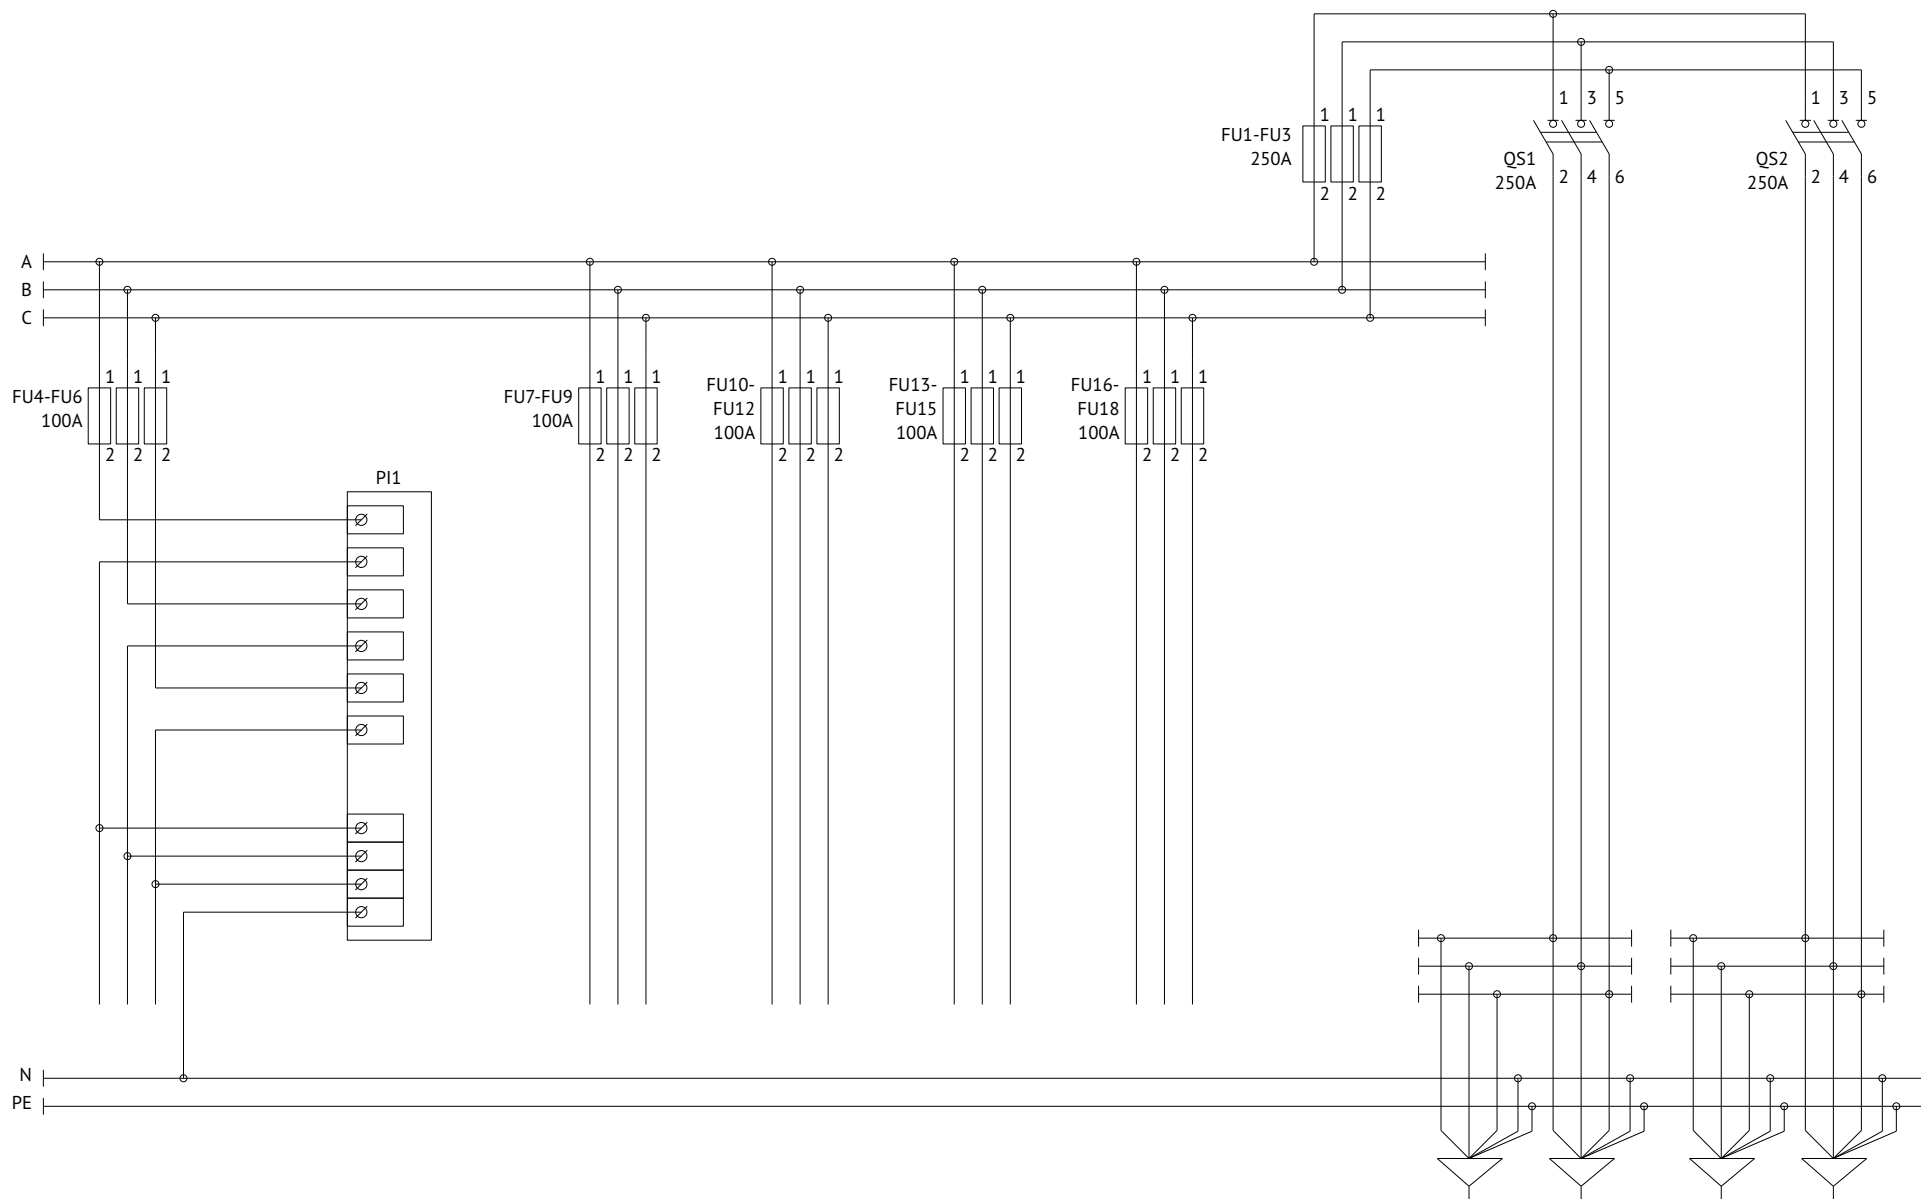 1 3 5 1 3 5
1 1 1
FU1-FU3
250A
QS1
250A
QS2
250A
2 4 6 2 4 6
2 2 2
A
B
C
1 1 1 1 1 1 1 1 1 1 1 1 1 1 1
FU4-FU6
100A
FU7-FU9
100A
FU10-
FU12
100A
FU13-
FU15
100A
FU16-
FU18
100A
2 2 2 2 2 2 2 2 2 2 2 2 2 2 2
PI1
N
PE